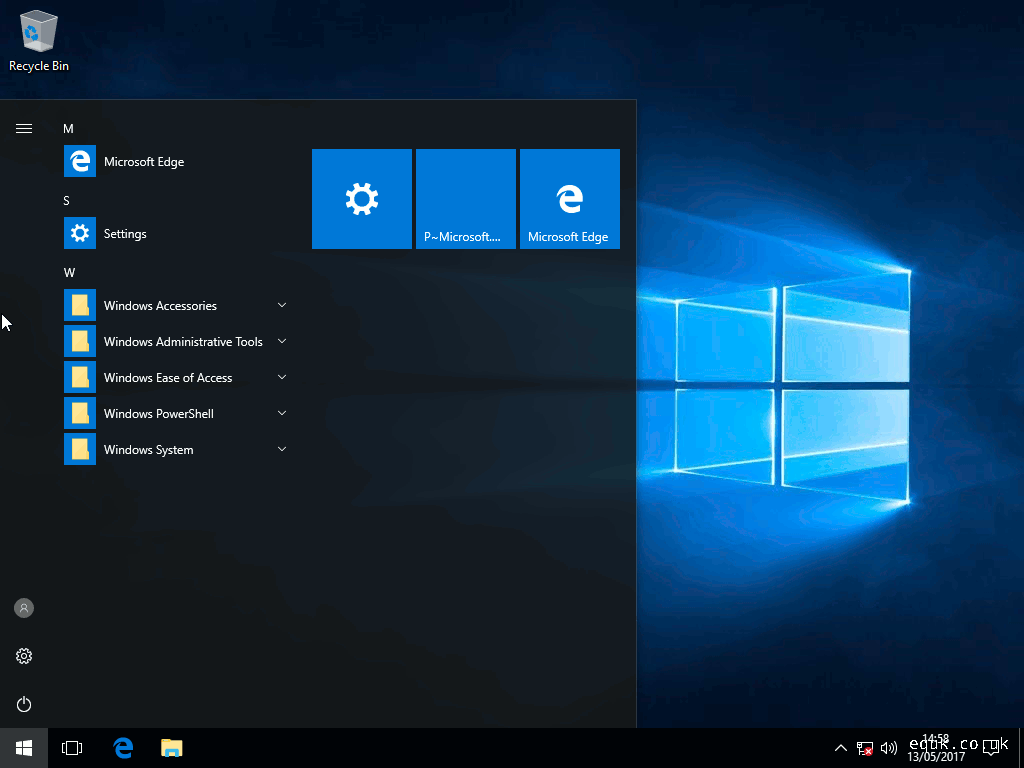 Recycle Bin
M
Microsoft Edge
S
Settings
W
Windows Accessories
Windows Administrative Tools
Windows Ease of Access
Windows PowerShell
Windows System
P~Microsoft....
Microsoft Edge
14:58
equk.co.uk
13/05/2017